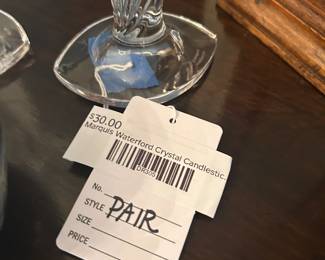 $30.00
Marquis Waterford Crystal Candlestic..
No.
STYLE PAIR
SIZE
PRICE